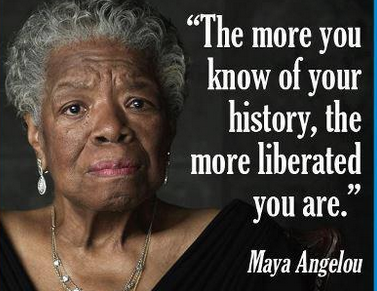 “The more you
know of your
history, the
more liberated
you are.”
Maya Angelou